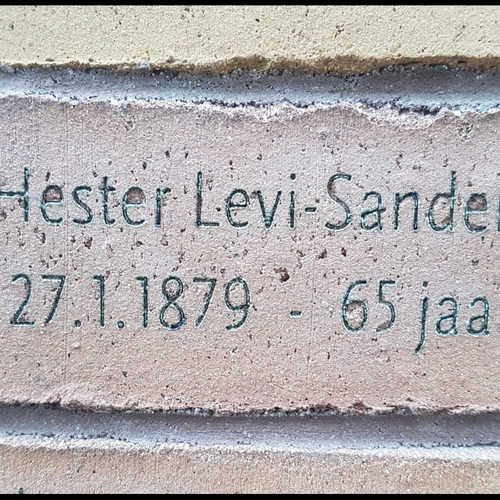 Hester Levi-Sande
27.1.1879 - 65 jaa